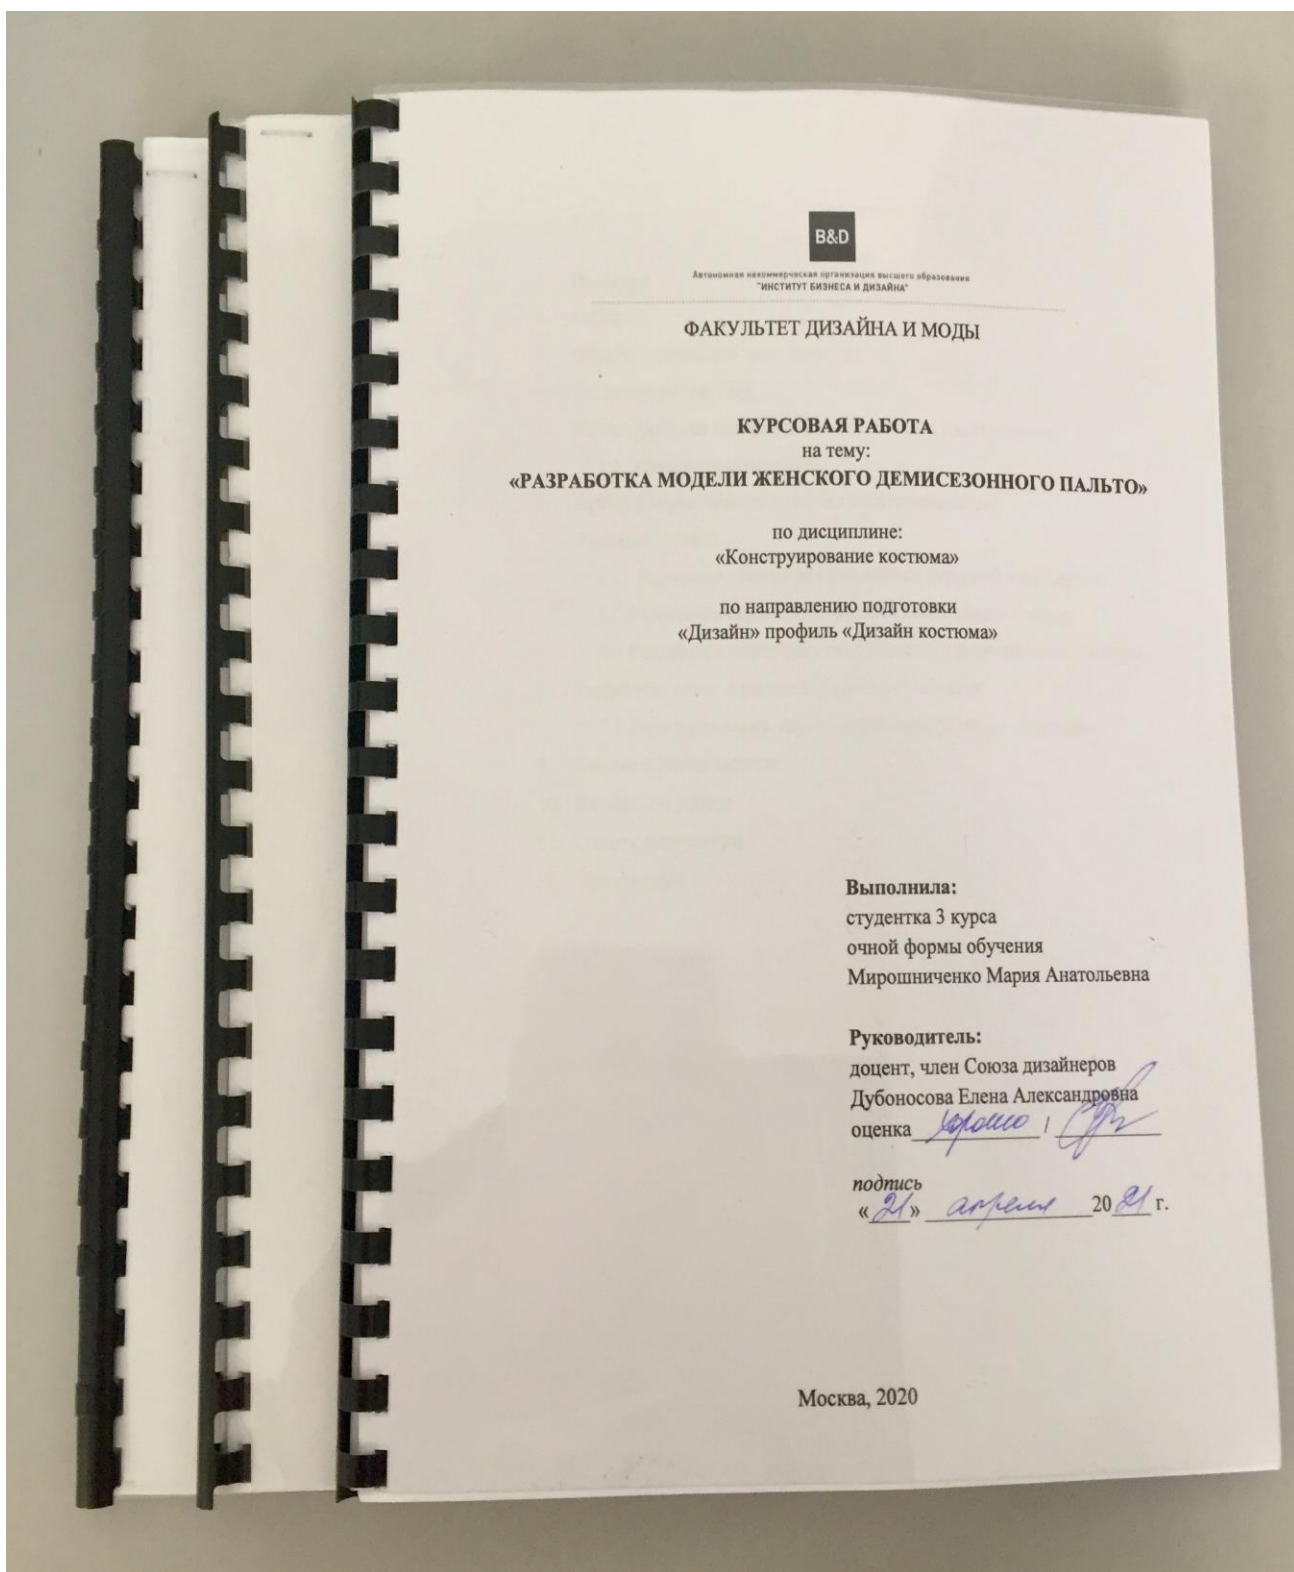 B&D
Автономная некоммерческая организация высшего образования
"ИНСТИТУТ БИЗНЕСА И ДИЗАЙНА"
ФАКУЛЬТЕТ ДИЗАЙНА И МОДЫ
КУРСОВАЯ РАБОТА
на тему:
«РАЗРАБОТКА МОДЕЛИ ЖЕНСКОГО ДЕМИСЕЗОННОГО ПАЛЬТО»
по дисциплине:
«Конструирование костюма»
по направлению подготовки
«Дизайн» профиль «Дизайн костюма»
Выполнила:
студентка 3 курса
очной формы обучения
Мирошниченко Мария Анатольевна
Руководитель:
доцент, член Союза дизайнеров
Дубоносова Елена Александровна
оценка хорошо /
подпись
«21» апреля 2021 г.
Москва, 2020